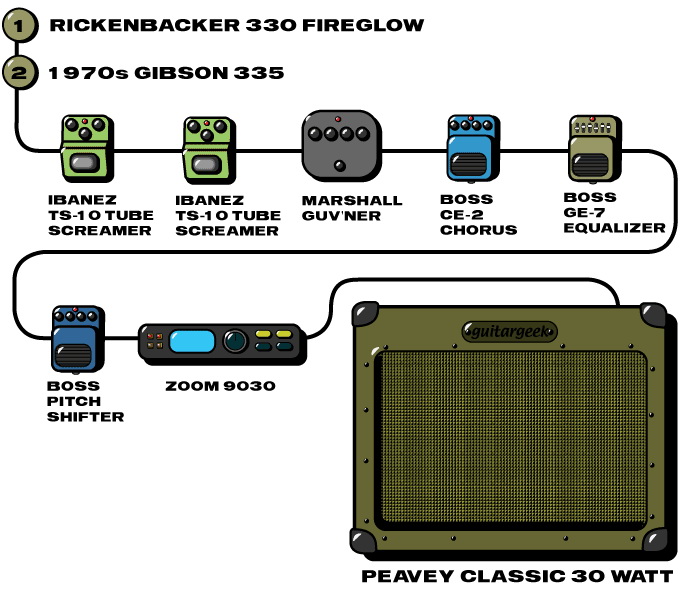 1 RICKENBACKER 330 FIREGLOW
2 1970s GIBSON 335
IBANEZ
TS-10 TUBE
SCREAMER
IBANEZ
TS-10 TUBE
SCREAMER
MARSHALL
GUV'NER
BOSS
CE-2
CHORUS
BOSS
GE-7
EQUALIZER
BOSS
PITCH
SHIFTER
ZOOM 9030
guitargeek
PEAVEY CLASSIC 30 WATT